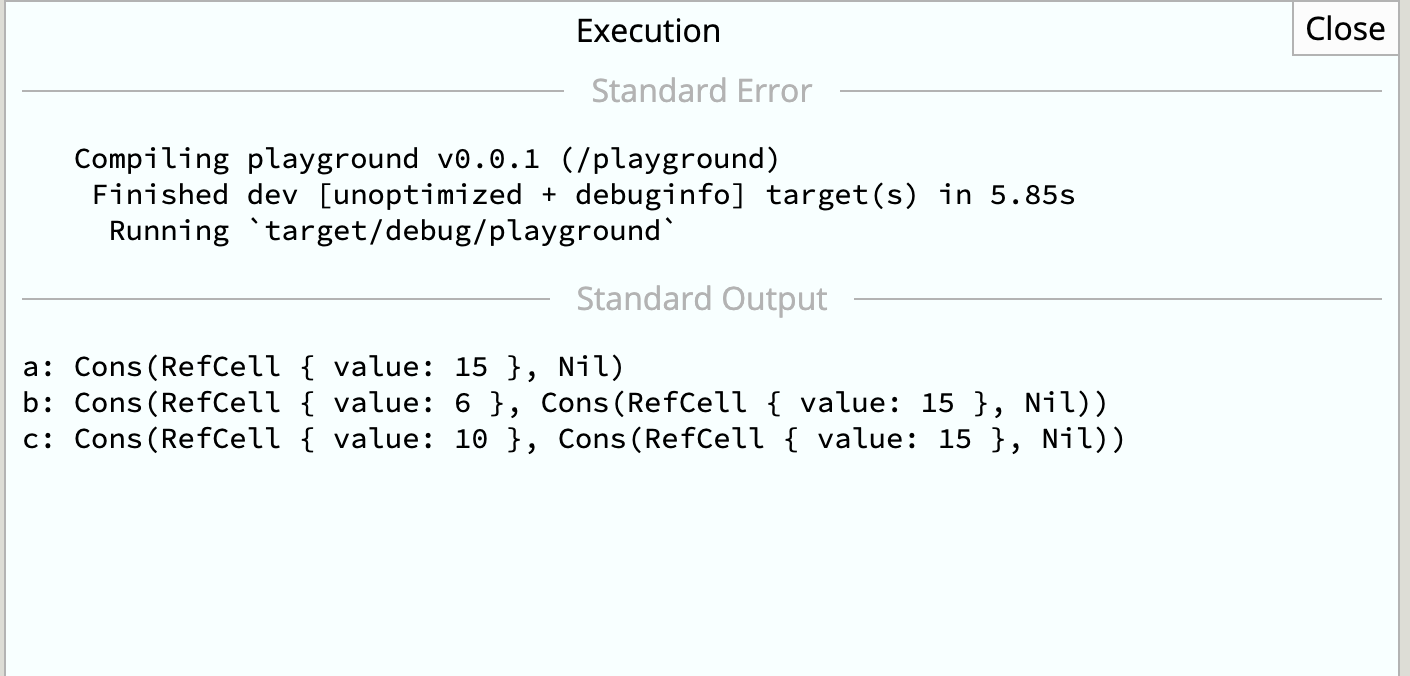 Execution
Close
Standard Error
Compiling playground v0.0.1 (/playground)
Finished dev [unoptimized + debuginfo] target(s) in 5.85s
Running `target/debug/playground`
Standard Output
a: Cons(RefCell { value: 15 }, Nil)
b: Cons(RefCell { value: 6 }, Cons(RefCell { value: 15 }, Nil))
c: Cons(RefCell { value: 10 }, Cons(RefCell { value: 15 }, Nil))